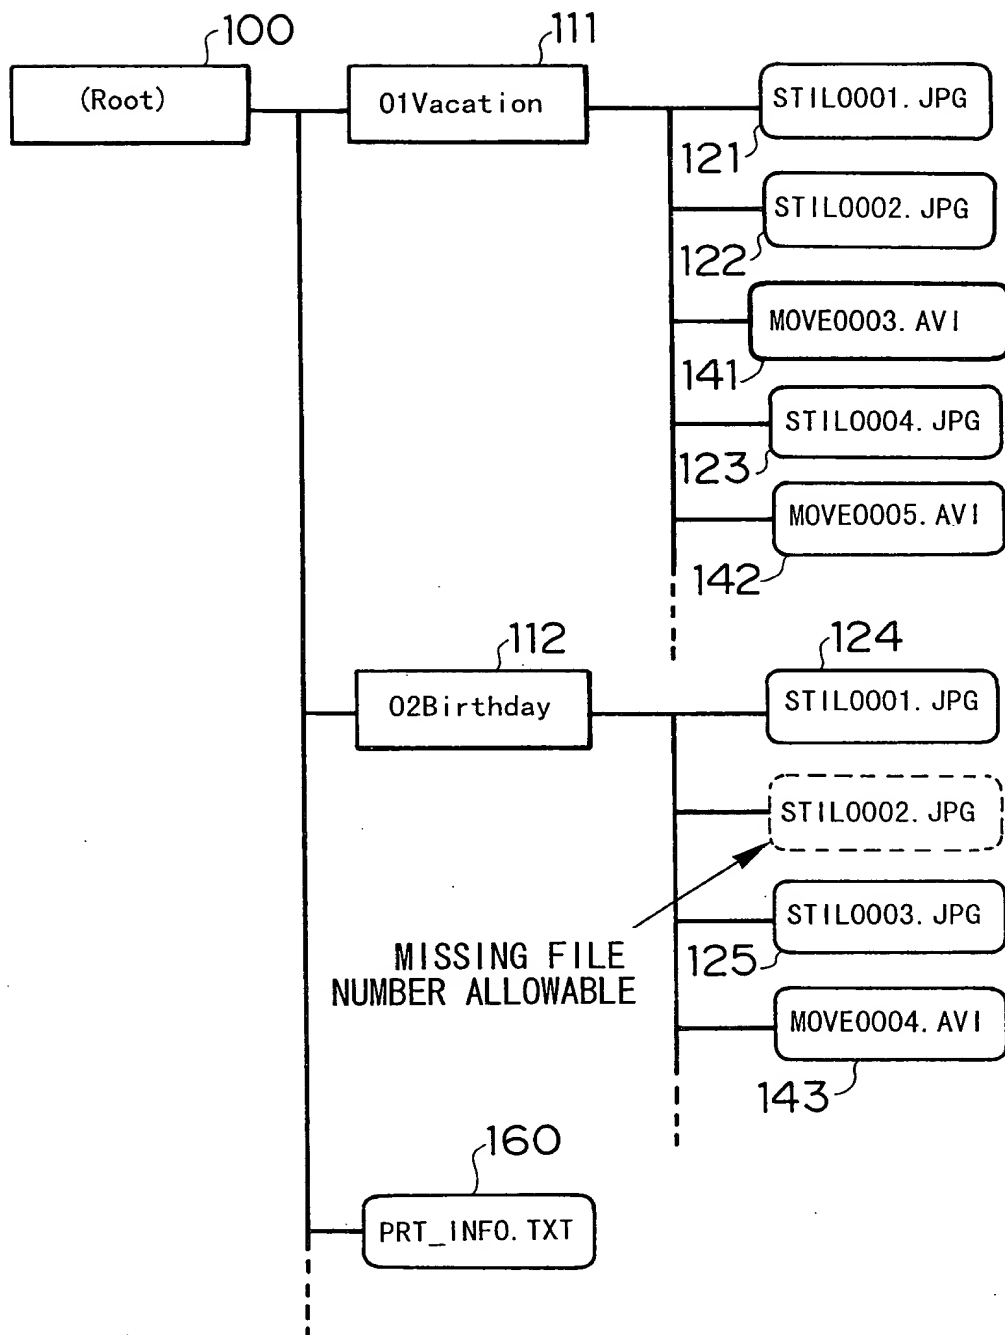 100
(Root)
111
01Vacation
STIL0001.JPG
121
STIL0002.JPG
122
MOVE0003.AVI
141
STIL0004.JPG
123
MOVE0005.AVI
142
112
02Birthday
124
STIL0001.JPG
STIL0002.JPG
MISSING FILE
NUMBER ALLOWABLE
STIL0003.JPG
125
MOVE0004.AVI
143
160
PRT_INFO.TXT